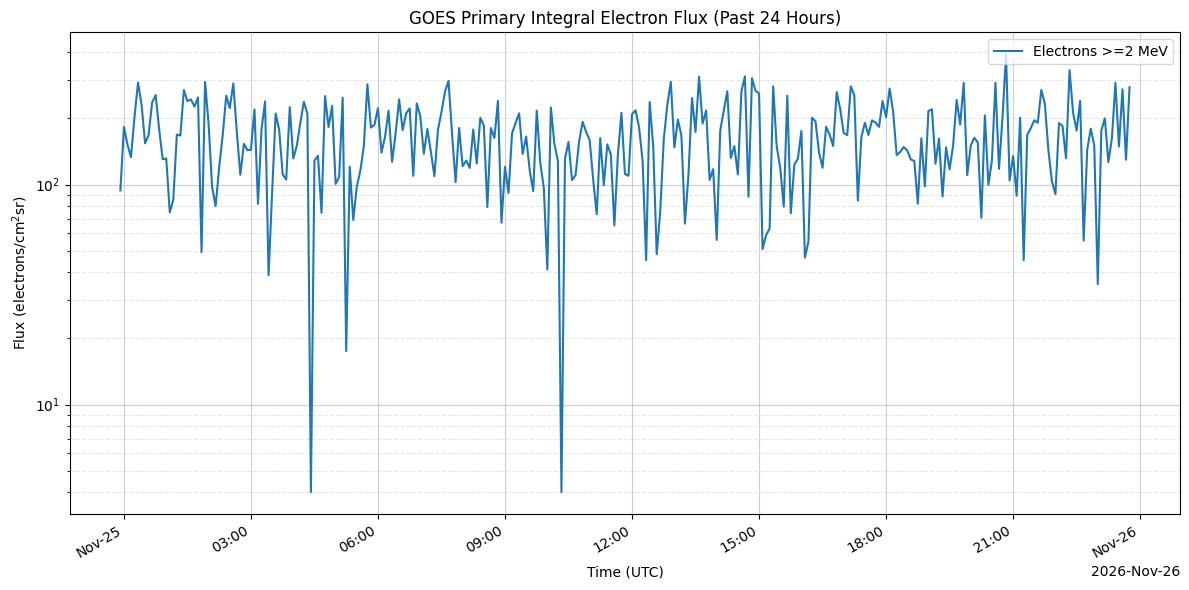 GOES Primary Integral Electron Flux (Past 24 Hours)
Electrons >=2 MeV
Flux (electrons/cm²sr)
10²
10¹
Nov-25
03:00
06:00
09:00
12:00
15:00
18:00
21:00
Nov-26
Time (UTC)
2026-Nov-26